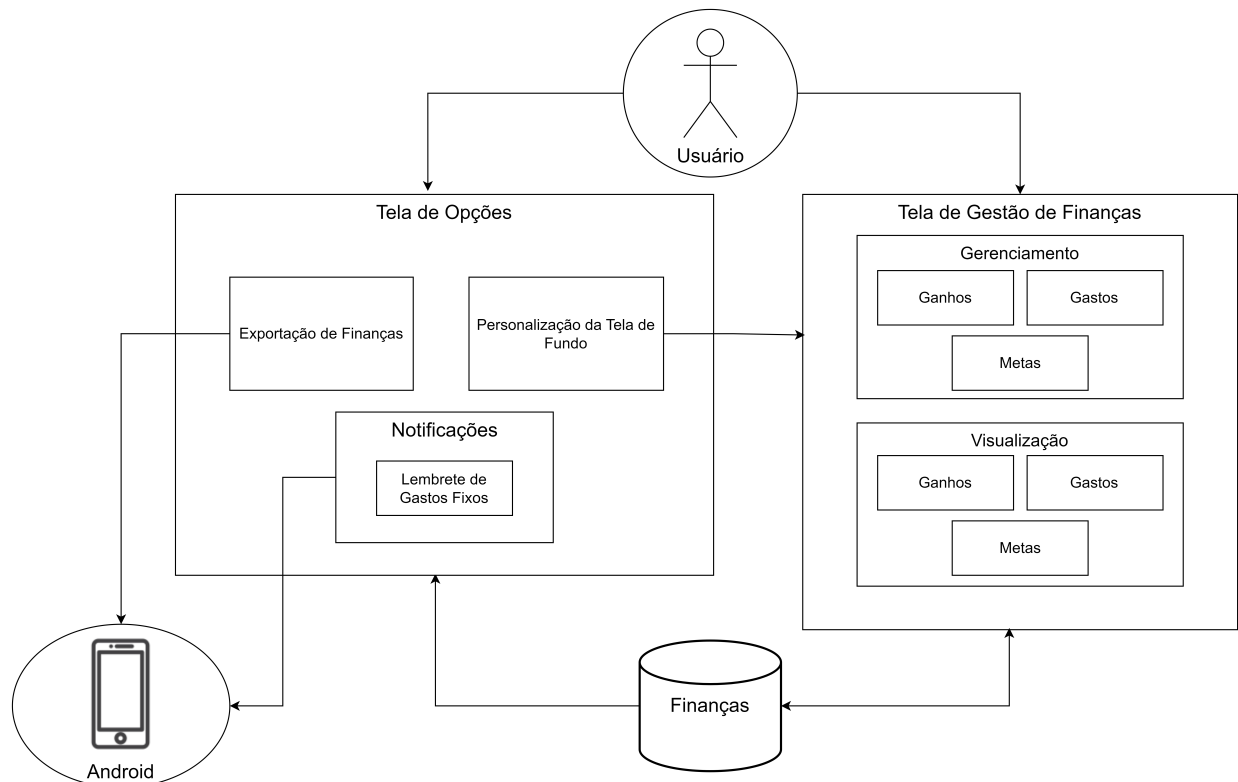 Usuário
Tela de Opções
Exportação de Finanças
Personalização da Tela de
Fundo
Notificações
Lembrete de
Gastos Fixos
Tela de Gestão de Finanças
Gerenciamento
Ganhos
Gastos
Metas
Visualização
Ganhos
Gastos
Metas
Finanças
Android